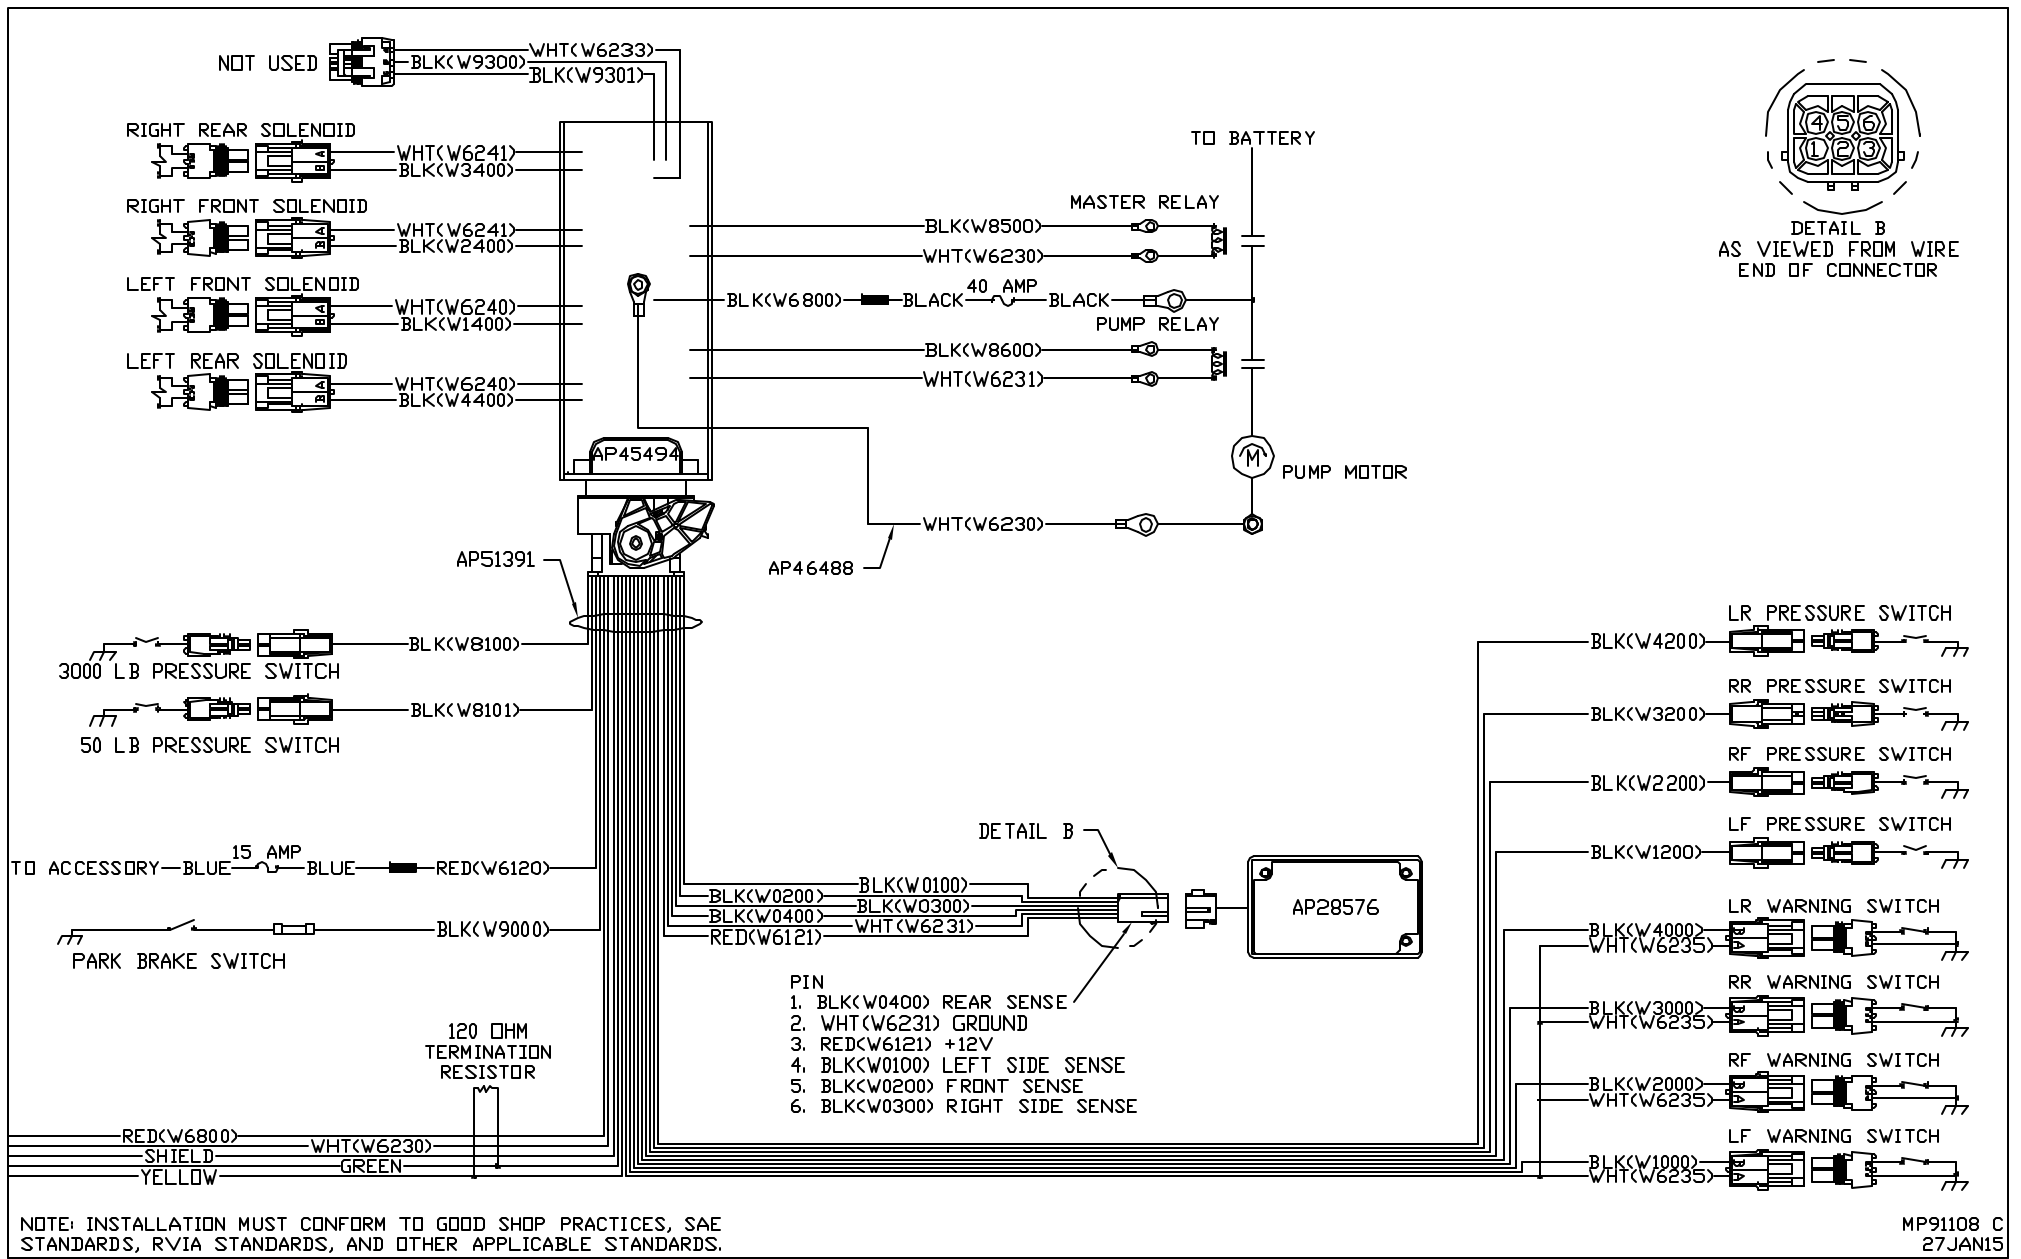 NOT USED
WHT(W6233)
BLK(W9300)
BLK(W9301)
RIGHT REAR SOLENOID
WHT(W6241)
BLK(W3400)
A
B
RIGHT FRONT SOLENOID
WHT(W6241)
BLK(W2400)
A
B
LEFT FRONT SOLENOID
WHT(W6240)
BLK(W1400)
A
B
LEFT REAR SOLENOID
WHT(W6240)
BLK(W4400)
A
B
TO BATTERY
MASTER RELAY
BLK(W8500)
WHT(W6230)
40 AMP
BLK(W6800) BLACK BLACK
PUMP RELAY
BLK(W8600)
WHT(W6231)
M
PUMP MOTOR
WHT(W6230)
AP46488
4 5 6
1 2 3
DETAIL B
AS VIEWED FROM WIRE
END OF CONNECTOR
AP45494
AP51391
BLK(W8100)
3000 LB PRESSURE SWITCH
BLK(W8101)
50 LB PRESSURE SWITCH
15 AMP
TO ACCESSORY BLUE BLUE RED(W6120)
BLK(W9000)
PARK BRAKE SWITCH
120 OHM
TERMINATION
RESISTOR
RED(W6800)
WHT(W6230)
SHIELD
GREEN
YELLOW
DETAIL B
BLK(W0100)
BLK(W0200)
BLK(W0300)
BLK(W0400)
WHT(W6231)
RED(W6121)
AP28576
PIN
1. BLK(W0400) REAR SENSE
2. WHT(W6231) GROUND
3. RED(W6121) +12V
4. BLK(W0100) LEFT SIDE SENSE
5. BLK(W0200) FRONT SENSE
6. BLK(W0300) RIGHT SIDE SENSE
LR PRESSURE SWITCH
BLK(W4200)
RR PRESSURE SWITCH
BLK(W3200)
RF PRESSURE SWITCH
BLK(W2200)
LF PRESSURE SWITCH
BLK(W1200)
LR WARNING SWITCH
BLK(W4000)
WHT(W6235)
B
A
RR WARNING SWITCH
BLK(W3000)
WHT(W6235)
B
A
RF WARNING SWITCH
BLK(W2000)
WHT(W6235)
B
A
LF WARNING SWITCH
BLK(W1000)
WHT(W6235)
B
A
NOTE: INSTALLATION MUST CONFORM TO GOOD SHOP PRACTICES, SAE
STANDARDS, RVIA STANDARDS, AND OTHER APPLICABLE STANDARDS.
MP91108 C
27JAN15